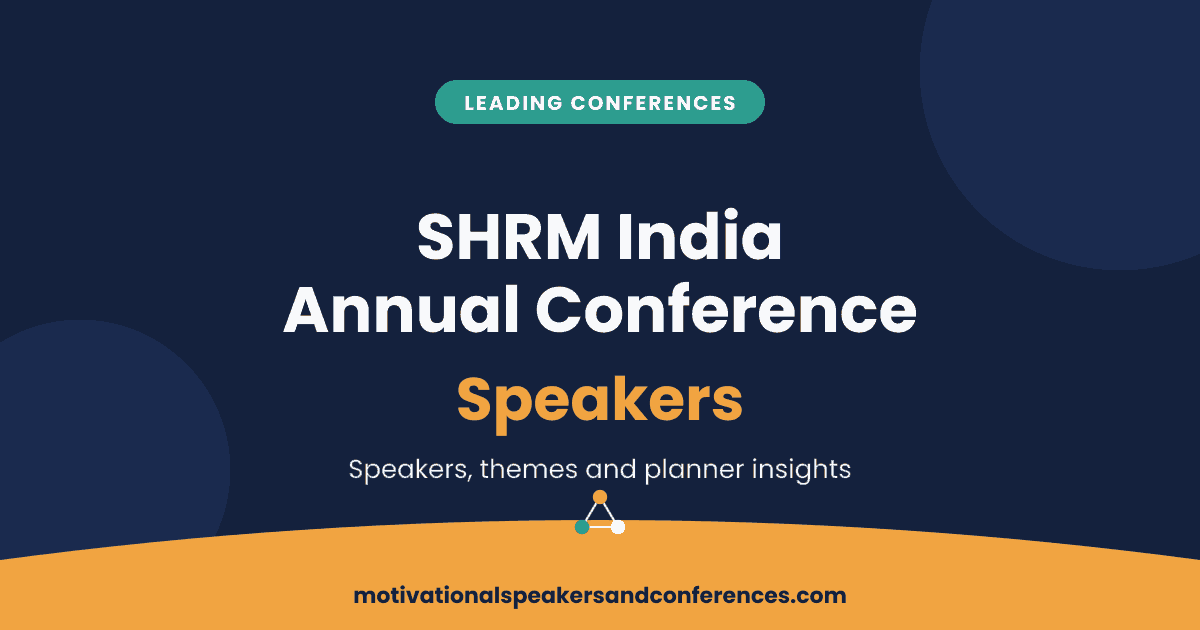 LEADING CONFERENCES
SHRM India
Annual Conference
Speakers
Speakers, themes and planner insights
motivationalspeakersandconferences.com